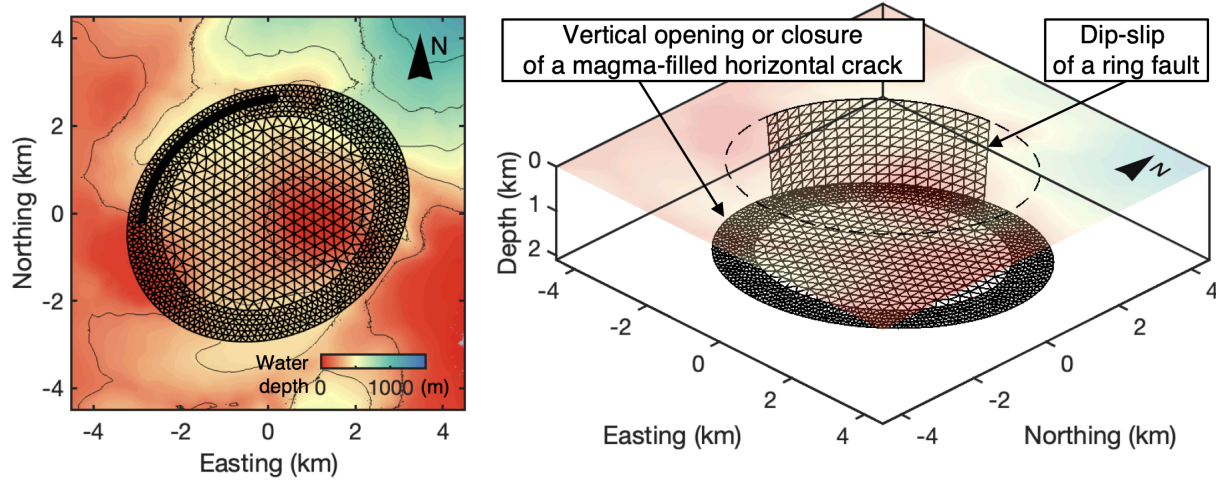 4
2
0
-2
-4
Northing (km)
N
Water
depth
0
1000 (m)
-4
-2
0
2
4
Easting (km)
Vertical opening or closure
of a magma-filled horizontal crack
Dip-slip
of a ring fault
N
0
1
2
Depth (km)
-4
-2
0
2
4
Easting (km)
4
2
0
-2
-4
Northing (km)